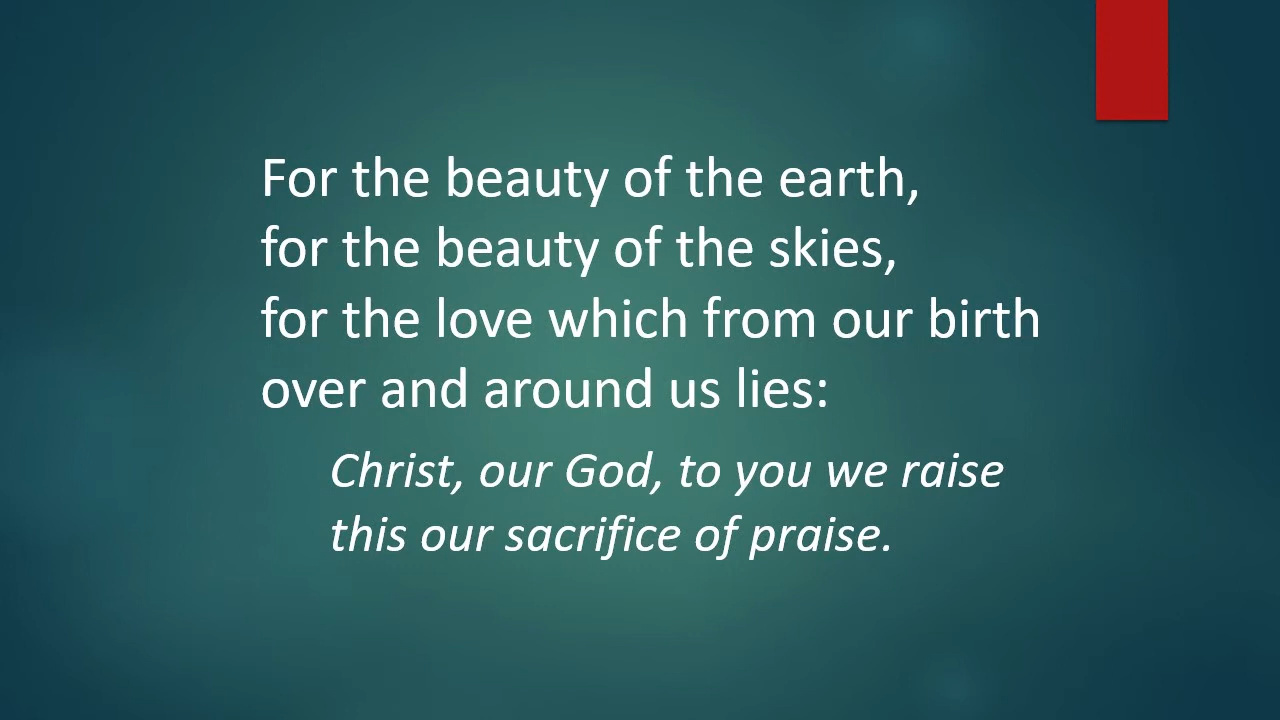 For the beauty of the earth,
for the beauty of the skies,
for the love which from our birth
over and around us lies:
Christ, our God, to you we raise
this our sacrifice of praise.